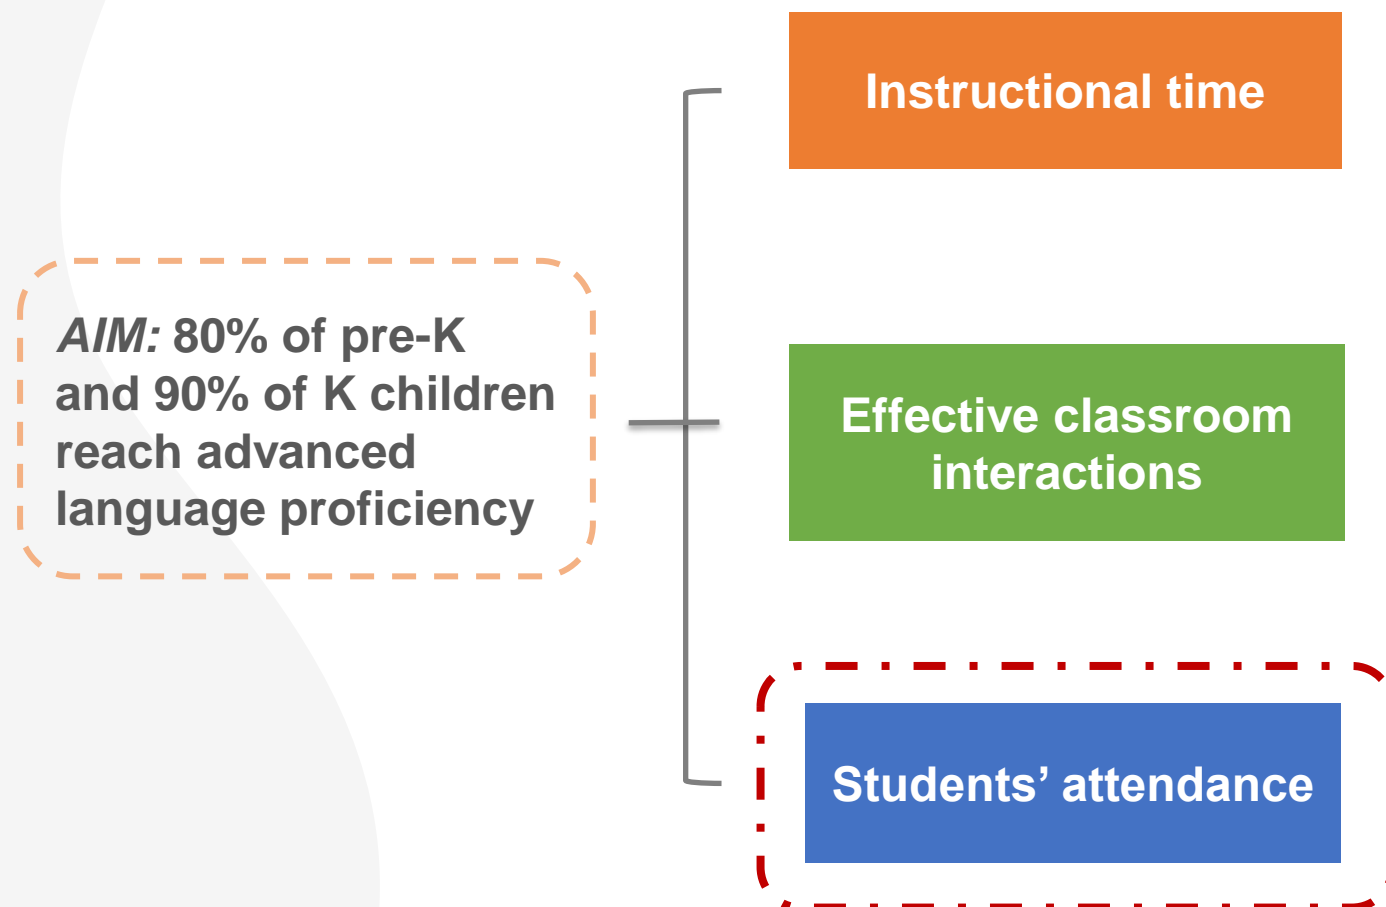 Instructional time
AIM: 80% of pre-K
and 90% of K children
reach advanced
language proficiency
Effective classroom
interactions
Students’ attendance